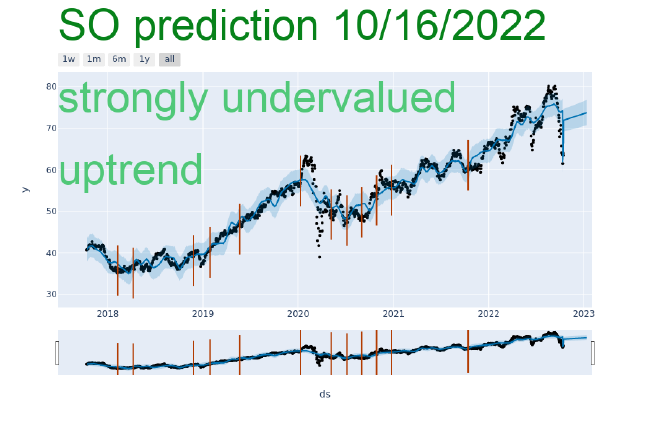 SO prediction 10/16/2022
1w 1m 6m 1y all
strongly undervalued
uptrend
80
70
60
50
40
30
y
2018 2019 2020 2021 2022 2023
ds